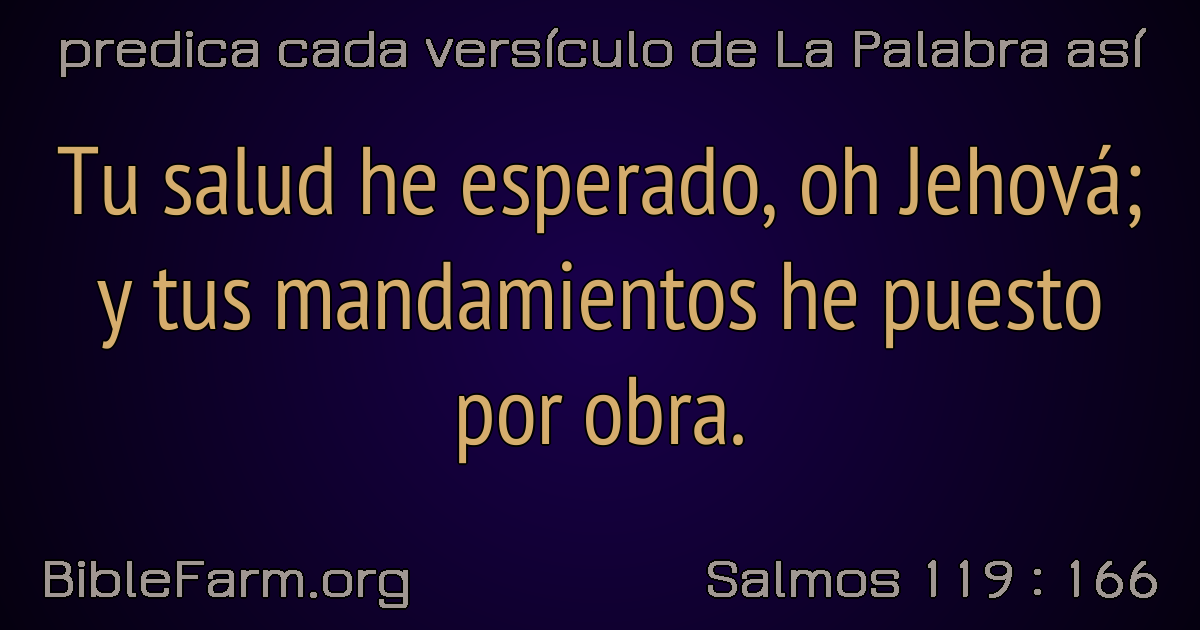 predica cada versículo de La Palabra así
Tu salud he esperado, oh Jehová;
y tus mandamientos he puesto
por obra.
BibleFarm.org
Salmos 119 : 166